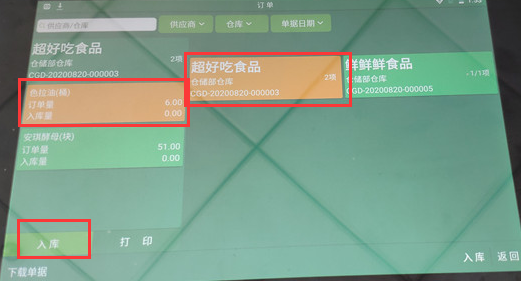 订单
供应商/仓库
供应商
仓库
单据日期
超好吃食品
仓储部仓库
2项
CGD-20200820-000003
色拉油(桶)
订单量 6.00
入库量 0.00
安琪酵母(块)
订单量 51.00
入库量 0.00
超好吃食品
仓储部仓库
2项
CGD-20200820-000003
鲜鲜鲜食品
仓储部仓库
-1/1项
CGD-20200820-000005
入库
打印
入库
返回
下载单据